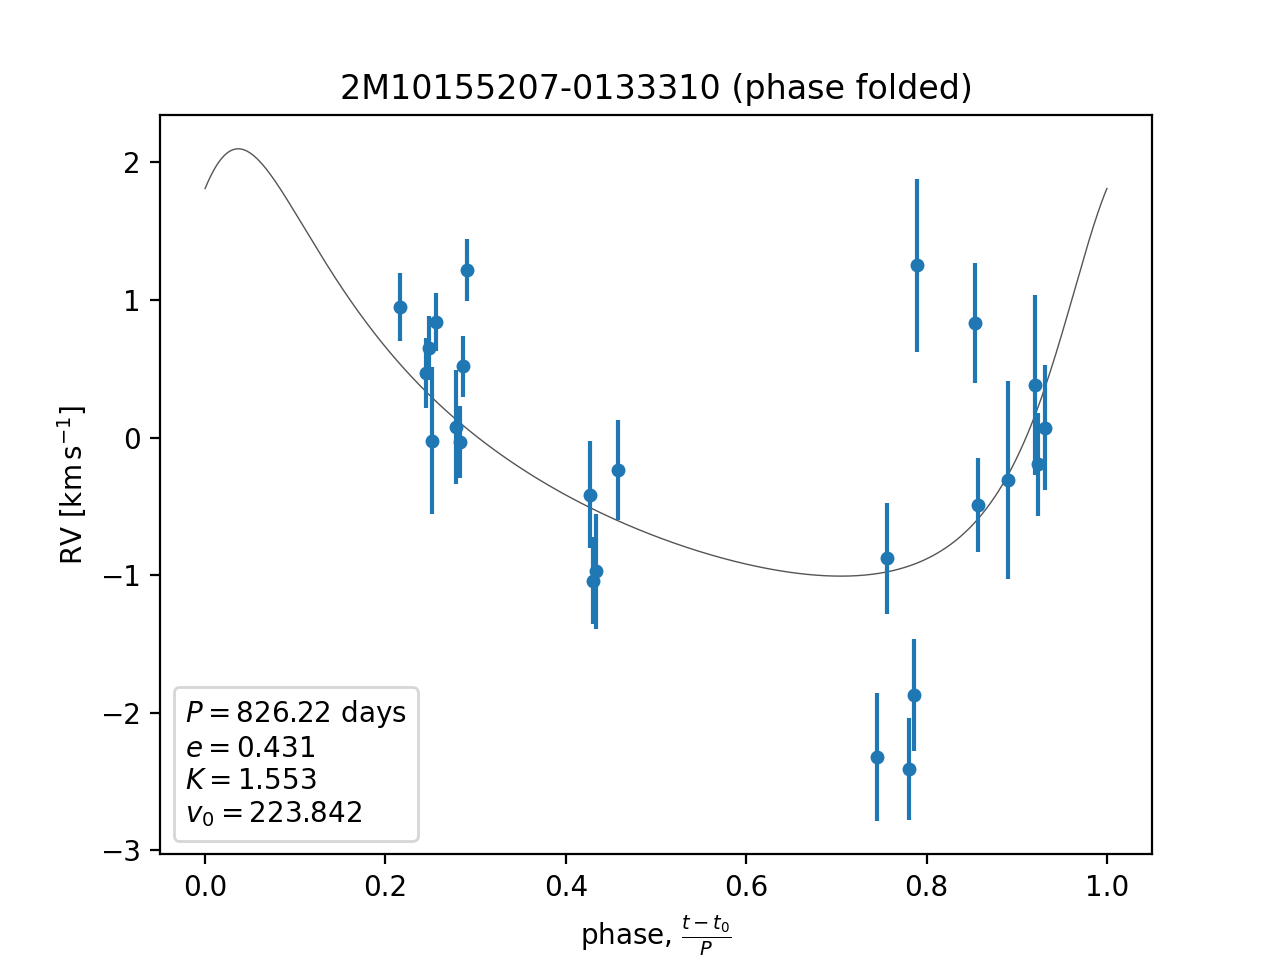 2M10155207-0133310 (phase folded)
RV [km s⁻¹]
2
1
0
−1
−2
−3
P = 826.22 days
e = 0.431
K = 1.553
v₀ = 223.842
0.0 0.2 0.4 0.6 0.8 1.0
phase, (t − t₀)/P